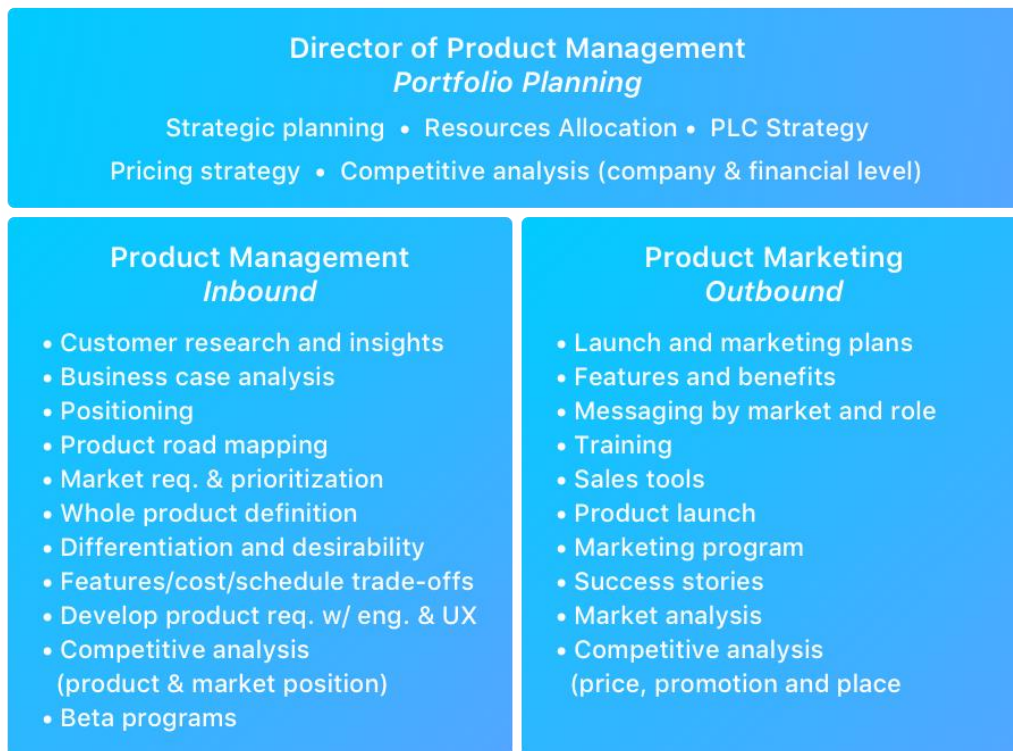 Director of Product Management
Portfolio Planning
Strategic planning • Resources Allocation • PLC Strategy
Pricing strategy • Competitive analysis (company & financial level)
Product Management
Inbound
• Customer research and insights
• Business case analysis
• Positioning
• Product road mapping
• Market req. & prioritization
• Whole product definition
• Differentiation and desirability
• Features/cost/schedule trade-offs
• Develop product req. w/ eng. & UX
• Competitive analysis
(product & market position)
• Beta programs
Product Marketing
Outbound
• Launch and marketing plans
• Features and benefits
• Messaging by market and role
• Training
• Sales tools
• Product launch
• Marketing program
• Success stories
• Market analysis
• Competitive analysis
(price, promotion and place